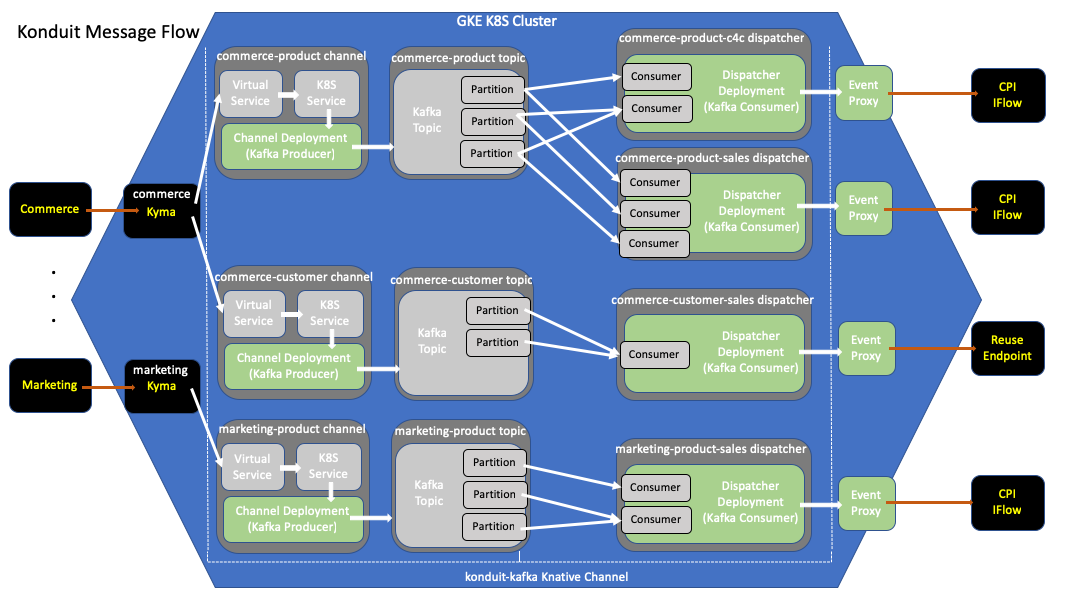 Konduit Message Flow
GKE K8S Cluster
commerce-product channel
Virtual
Service
K8S
Service
Channel Deployment
(Kafka Producer)
commerce-product topic
Kafka
Topic
Partition
Partition
Partition
commerce-product-c4c dispatcher
Consumer
Consumer
Dispatcher
Deployment
(Kafka Consumer)
Event
Proxy
CPI
IFlow
commerce-product-sales dispatcher
Consumer
Consumer
Consumer
Dispatcher
Deployment
(Kafka Consumer)
Event
Proxy
CPI
IFlow
Commerce
commerce
Kyma
commerce-customer channel
Virtual
Service
K8S
Service
Channel Deployment
(Kafka Producer)
commerce-customer topic
Kafka
Topic
Partition
Partition
commerce-customer-sales dispatcher
Consumer
Dispatcher
Deployment
(Kafka Consumer)
Event
Proxy
Reuse
Endpoint
Marketing
marketing
Kyma
marketing-product channel
Virtual
Service
K8S
Service
Channel Deployment
(Kafka Producer)
marketing-product topic
Kafka
Topic
Partition
Partition
Partition
marketing-product-sales dispatcher
Consumer
Consumer
Dispatcher
Deployment
(Kafka Consumer)
Event
Proxy
CPI
IFlow
konduit-kafka Knative Channel